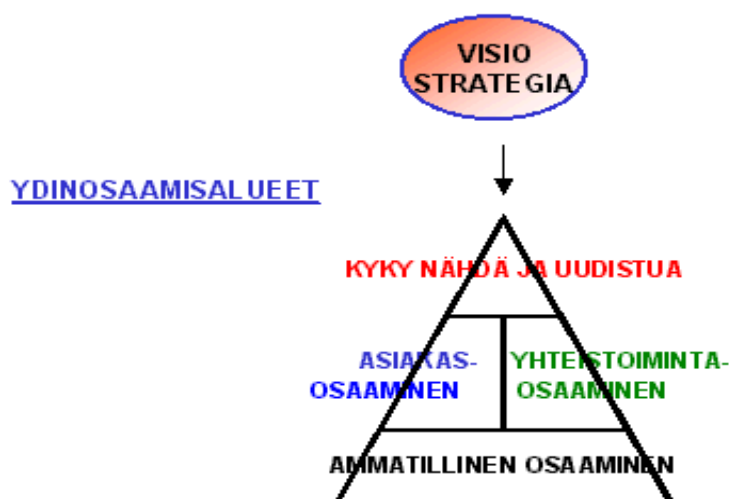 VISIO
STRATEGIA
YDINOSAAMISALUEET
KYKY NÄHDÄ JA UUDISTUA
ASIAKAS-
OSAAMINEN
YHTEISTOIMINTA-
OSAAMINEN
AMMATILLINEN OSAAMINEN